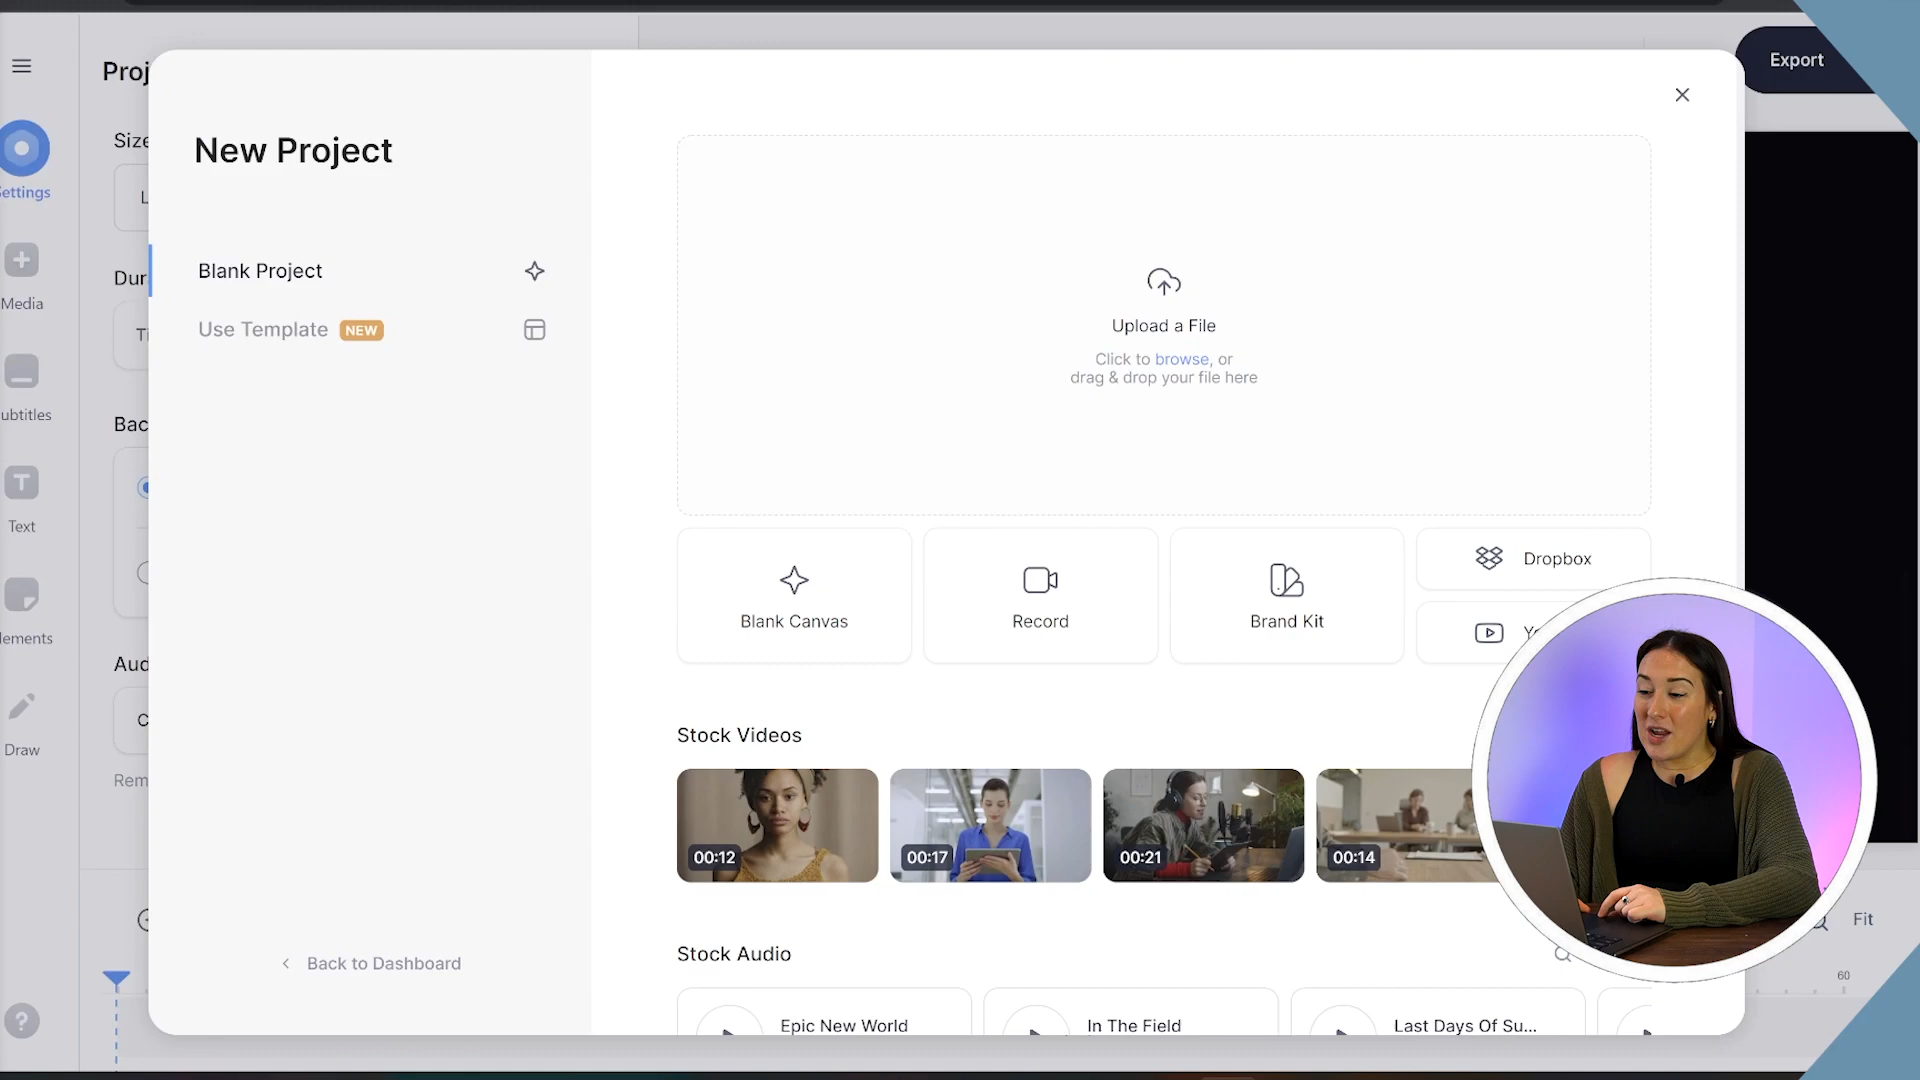 Export
Proj
New Project
Size
Settings
Blank Project
Dur
Media
Use Template NEW
Upload a File
Click to browse, or
drag & drop your file here
Bac
ubtitles
T
Text
Blank Canvas
Record
Brand Kit
Dropbox
lements
Aud
Stock Videos
Draw
Rem
00:12
00:17
00:21
00:14
Fit
Stock Audio
Back to Dashboard
60
?
Epic New World
In The Field
Last Days Of Su...